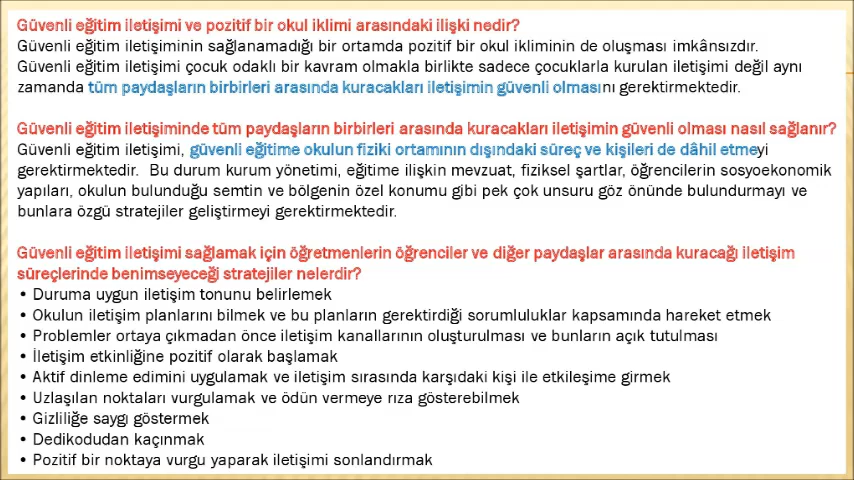 Güvenli eğitim iletişimi ve pozitif bir okul iklimi arasındaki ilişki nedir?
Güvenli eğitim iletişiminin sağlanamadığı bir ortamda pozitif bir okul ikliminin de oluşması imkânsızdır.
Güvenli eğitim iletişimi çocuk odaklı bir kavram olmakla birlikte sadece çocuklarla kurulan iletişimi değil aynı
zamanda tüm paydaşların birbirleri arasında kuracakları iletişimin güvenli olmasını gerektirmektedir.
Güvenli eğitim iletişiminde tüm paydaşların birbirleri arasında kuracakları iletişimin güvenli olması nasıl sağlanır?
Güvenli eğitim iletişimi, güvenli eğitime okulun fiziki ortamının dışındaki süreç ve kişileri de dâhil etmeyi
gerektirmektedir. Bu durum kurum yönetimi, eğitime ilişkin mevzuat, fiziksel şartlar, öğrencilerin sosyoekonomik
yapıları, okulun bulunduğu semtin ve bölgenin özel konumu gibi pek çok unsuru göz önünde bulundurmayı ve
bunlara özgü stratejiler geliştirmeyi gerektirmektedir.
Güvenli eğitim iletişimi sağlamak için öğretmenlerin öğrenciler ve diğer paydaşlar arasında kuracağı iletişim
süreçlerinde benimseyeceği stratejiler nelerdir?
• Duruma uygun iletişim tonunu belirlemek
• Okulun iletişim planlarını bilmek ve bu planların gerektirdiği sorumluluklar kapsamında hareket etmek
• Problemler ortaya çıkmadan önce iletişim kanallarının oluşturulması ve bunların açık tutulması
• İletişim etkinliğine pozitif olarak başlamak
• Aktif dinleme edimini uygulamak ve iletişim sırasında karşıdaki kişi ile etkileşime girmek
• Uzlaşılan noktaları vurgulamak ve ödün vermeye rıza gösterebilmek
• Gizliliğe saygı göstermek
• Dedikodudan kaçınmak
• Pozitif bir noktaya vurgu yaparak iletişimi sonlandırmak